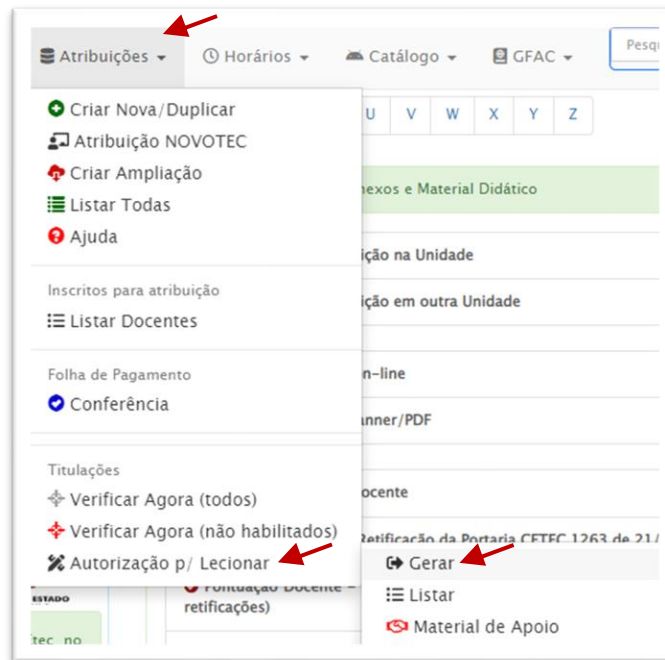 Atribuições Horários Catálogo GFAC
Criar Nova/Duplicar
U V W X Y Z
Atribuição NOVOTEC
Criar Ampliação
nexos e Material Didático
Listar Todas
Ajuda
ição na Unidade
Inscritos para atribuição
ição em outra Unidade
Listar Docentes
n-line
Folha de Pagamento
Conferência
anner/PDF
Titulações
ocente
Verificar Agora (todos)
Verificar Agora (não habilitados)
Retificação da Portaria CETEC 1263 de 21/
Autorização p/ Lecionar
Gerar
Pontuação Docente –
retificações)
ESTADO
Listar
Material de Apoio
tec no